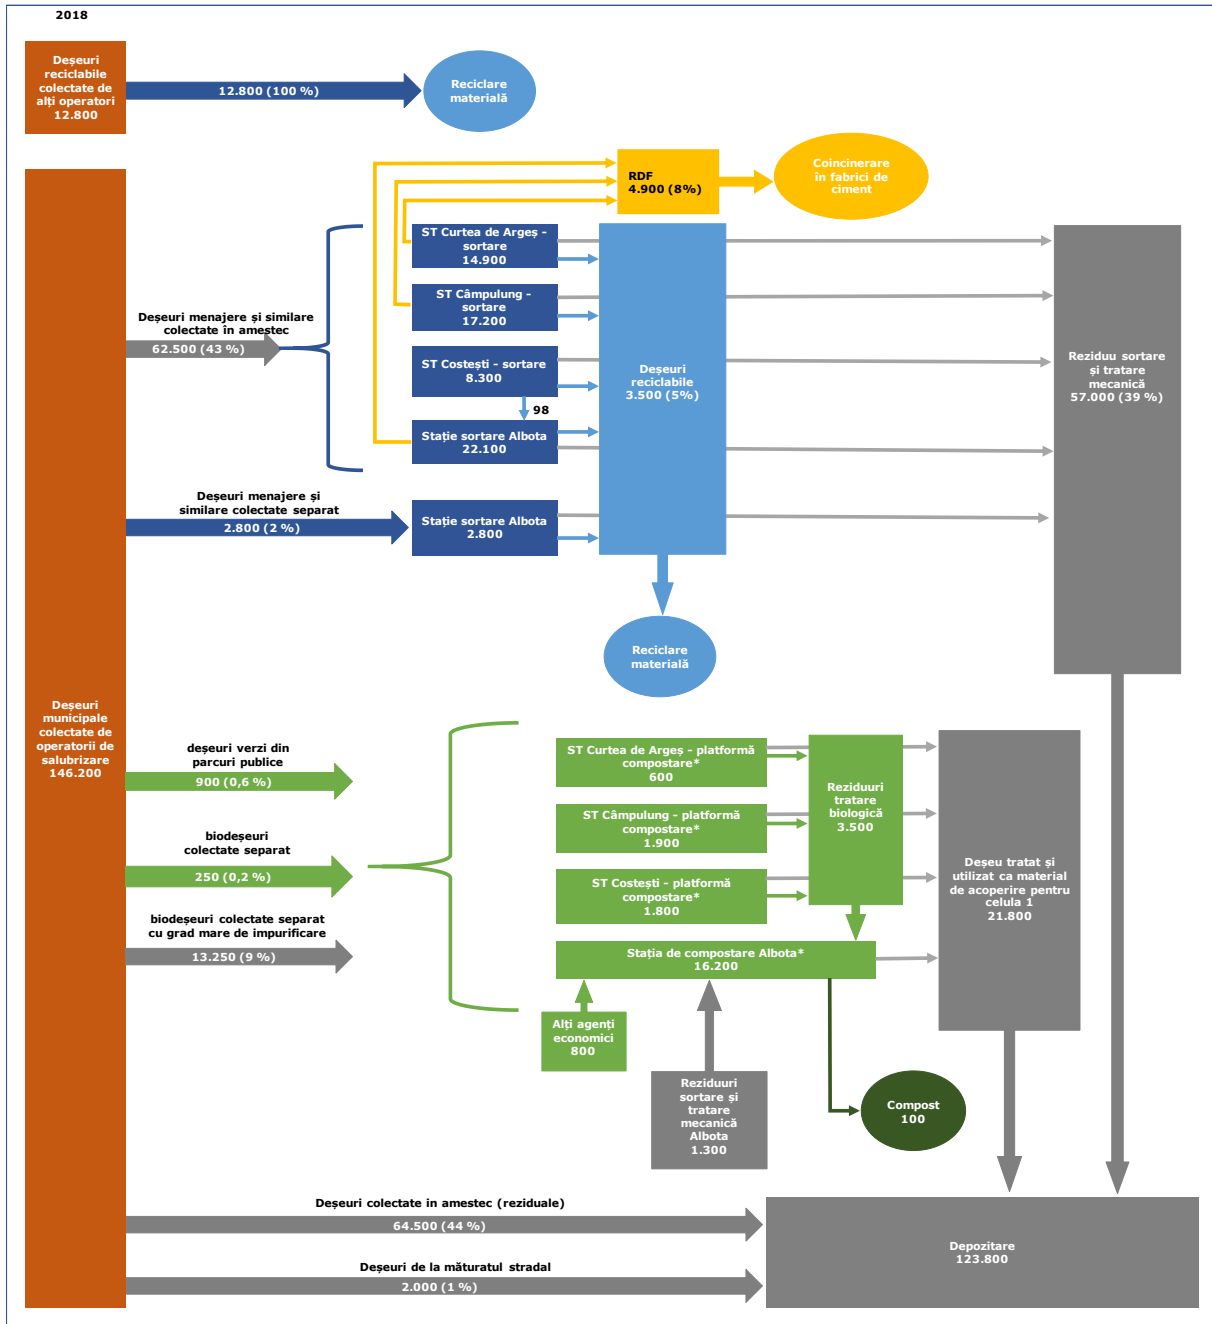 2018
Deșeuri
reciclabile
colectate de
alți operatori
12.800
12.800 (100 %)
Reciclare
materială
RDF
4.900 (8%)
Coincinerare
în fabrici de
ciment
ST Curtea de Argeș –
sortare
14.900
ST Câmpulung –
sortare
17.200
Deșeuri menajere și similare
colectate în amestec
62.500 (43 %)
ST Costești – sortare
8.300
98
Stație sortare Albota
22.100
Deșeuri
reciclabile
3.500 (5%)
Reziduu sortare
și tratare
mecanică
57.000 (39 %)
Deșeuri menajere și
similare colectate separat
2.800 (2 %)
Stație sortare Albota
2.800
Reciclare
materială
Deșeuri
municipale
colectate de
operatorii de
salubrizare
146.200
deșeuri verzi din
parcuri publice
900 (0,6 %)
biodeșeuri
colectate separat
250 (0,2 %)
biodeșeuri colectate separat
cu grad mare de impurificare
13.250 (9 %)
ST Curtea de Argeș – platformă
compostare*
600
ST Câmpulung – platformă
compostare*
1.900
ST Costești – platformă
compostare*
1.800
Reziduuri
tratare
biologică
3.500
Stația de compostare Albota*
16.200
Deșeu tratat și
utilizat ca material
de acoperire pentru
celula 1
21.800
Alți agenți
economici
800
Reziduuri
sortare și
tratare
mecanică
Albota
1.300
Compost
100
Deșeuri colectate in amestec (reziduale)
64.500 (44 %)
Deșeuri de la măturatul stradal
2.000 (1 %)
Depozitare
123.800